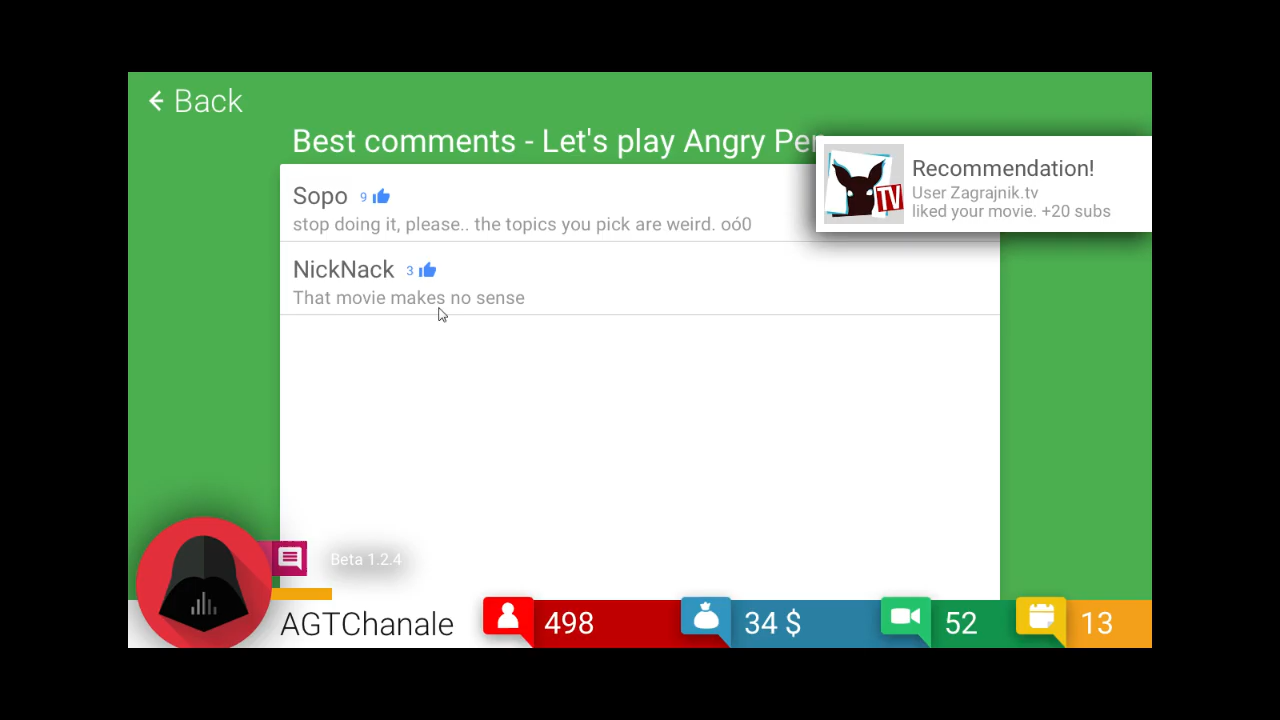 Back
Best comments - Let's play Angry Pen
Recommendation!
User Zagrajnik.tv
liked your movie. +20 subs
TV
Sopo 9
stop doing it, please.. the topics you pick are weird. oó0
NickNack 3
That movie makes no sense
Beta 1.2.4
AGTChanale
498
34 $
52
13